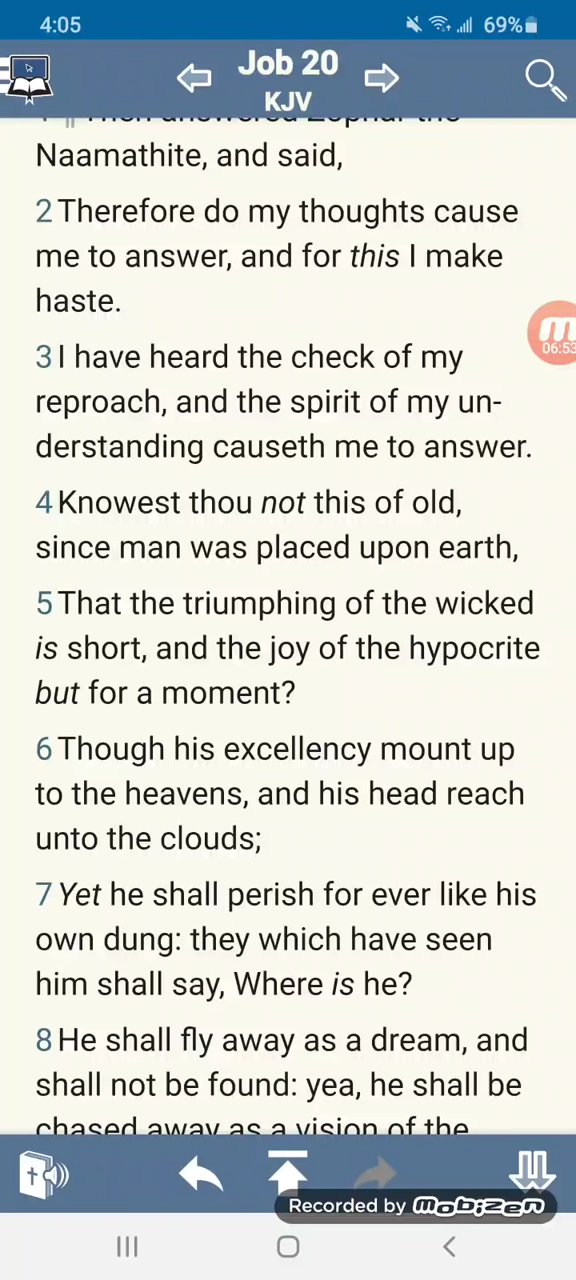 4:05 69%
Job 20
KJV
1 ¶ Then answered Zophar the
Naamathite, and said,
2 Therefore do my thoughts cause
me to answer, and for this I make
haste.
06:53
3 I have heard the check of my
reproach, and the spirit of my un-
derstanding causeth me to answer.
4 Knowest thou not this of old,
since man was placed upon earth,
5 That the triumphing of the wicked
is short, and the joy of the hypocrite
but for a moment?
6 Though his excellency mount up
to the heavens, and his head reach
unto the clouds;
7 Yet he shall perish for ever like his
own dung: they which have seen
him shall say, Where is he?
8 He shall fly away as a dream, and
shall not be found: yea, he shall be
chased away as a vision of the
Recorded by mobizen